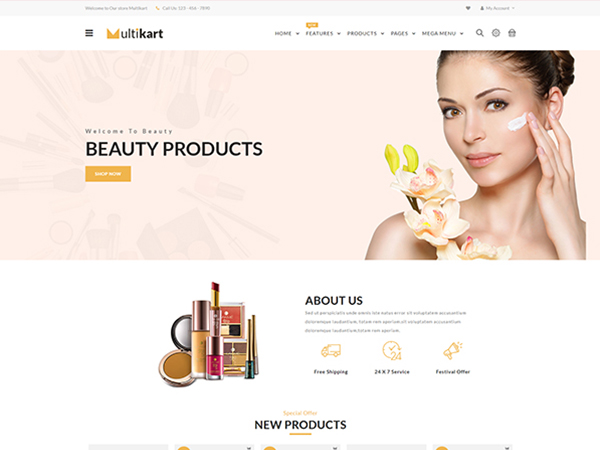 Welcome to Our store Multikart Call Us: 123 - 456 - 7890 My Account
Multikart
HOME FEATURES PRODUCTS PAGES MEGA MENU
NEW
Welcome To Beauty
BEAUTY PRODUCTS
SHOP NOW
ABOUT US
Sed ut perspiciatis unde omnis iste natus error sit voluptatem accusantium
doloremque laudantium, totam rem aperiam.sit voluptatem accusantium
doloremque laudantium, totam rem aperiam.
24
Free Shipping 24 X 7 Service Festival Offer
Special Offer
NEW PRODUCTS